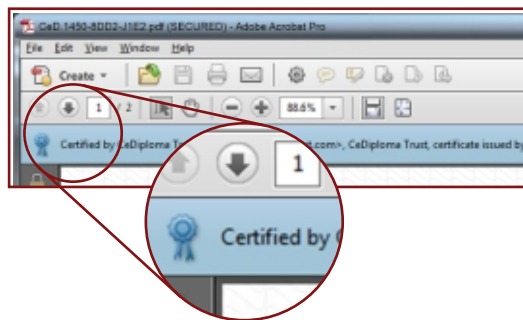 CeD 1450-8DD2-J1E2.pdf (SECURED) - Adobe Acrobat Pro
File Edit View Window Help
Create
1 / 2 88.6%
Certified by CeDiploma .com>, CeDiploma Trust, certificate issued by
1
Certified by